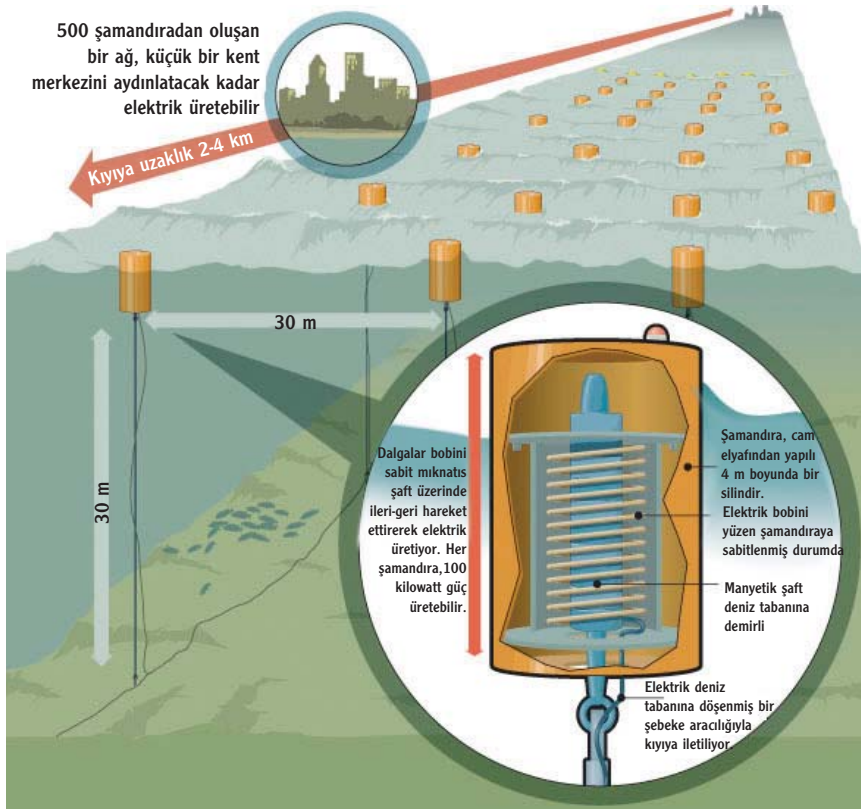 500 şamandıradan oluşan
bir ağ, küçük bir kent
merkezini aydınlatacak kadar
elektrik üretebilir
Kıyıya uzaklık 2-4 km
30 m
30 m
Dalgalar bobini
sabit mıknatıs
şaft üzerinde
ileri-geri hareket
ettirerek elektrik
üretiyor. Her
şamandıra,100
kilowatt güç
üretebilir.
Şamandıra, cam
elyafından yapılı
4 m boyunda bir
silindir.
Elektrik bobini
yüzen şamandıraya
sabitlenmiş durumda
Manyetik şaft
deniz tabanına
demirli
Elektrik deniz
tabanına döşenmiş bir
şebeke aracılığıyla
kıyıya iletiliyor.